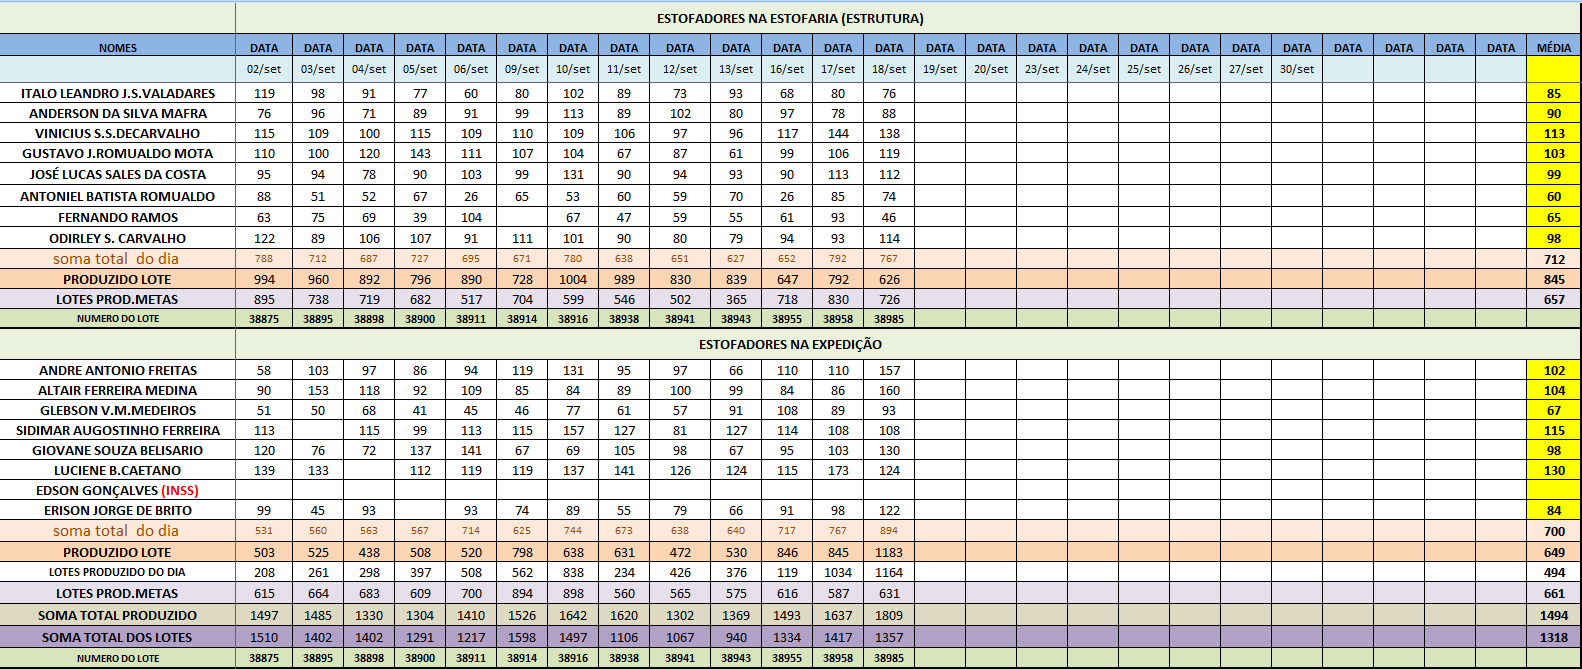 ESTOFADORES NA ESTOFARIA (ESTRUTURA)
NOMES DATA DATA DATA DATA DATA DATA DATA DATA DATA DATA DATA DATA DATA DATA DATA DATA DATA DATA DATA DATA DATA DATA DATA DATA DATA MÉDIA
02/set 03/set 04/set 05/set 06/set 09/set 10/set 11/set 12/set 13/set 16/set 17/set 18/set 19/set 20/set 23/set 24/set 25/set 26/set 27/set 30/set
ITALO LEANDRO J.S.VALADARES 119 98 91 77 60 80 102 89 73 93 68 80 76 85
ANDERSON DA SILVA MAFRA 76 96 71 89 91 99 113 89 102 80 97 78 88 90
VINICIUS S.S.DECARVALHO 115 109 100 115 109 110 109 106 97 96 117 144 138 113
GUSTAVO J.ROMUALDO MOTA 110 100 120 143 111 107 104 67 87 61 99 106 119 103
JOSÉ LUCAS SALES DA COSTA 95 94 78 90 103 99 131 90 94 93 90 113 112 99
ANTONIEL BATISTA ROMUALDO 88 51 52 67 26 65 53 60 59 70 26 85 74 60
FERNANDO RAMOS 63 75 69 39 104 67 47 59 55 61 93 46 65
ODIRLEY S. CARVALHO 122 89 106 107 91 111 101 90 80 79 94 93 114 98
soma total do dia 788 712 687 727 695 671 780 638 651 627 652 792 767 712
PRODUZIDO LOTE 994 960 892 796 890 728 1004 989 830 839 647 792 626 845
LOTES PROD.METAS 895 738 719 682 517 704 599 546 502 365 718 830 726 657
NUMERO DO LOTE 38875 38895 38898 38900 38911 38914 38916 38938 38941 38943 38955 38958 38985
ESTOFADORES NA EXPEDIÇÃO
ANDRE ANTONIO FREITAS 58 103 97 86 94 119 131 95 97 66 110 110 157 102
ALTAIR FERREIRA MEDINA 90 153 118 92 109 85 84 89 100 99 84 86 160 104
GLEBSON V.M.MEDEIROS 51 50 68 41 45 46 77 61 57 91 108 89 93 67
SIDIMAR AUGOSTINHO FERREIRA 113 115 99 113 115 157 127 81 127 114 108 108 115
GIOVANE SOUZA BELISARIO 120 76 72 137 141 67 69 105 98 67 95 103 130 98
LUCIENE B.CAETANO 139 133 112 119 119 137 141 126 124 115 173 124 130
EDSON GONÇALVES (INSS)
ERISON JORGE DE BRITO 99 45 93 93 74 89 55 79 66 91 98 122 84
soma total do dia 531 560 563 567 714 625 744 673 638 640 717 767 894 700
PRODUZIDO LOTE 503 525 438 508 520 798 638 631 472 530 846 845 1183 649
LOTES PRODUZIDO DO DIA 208 261 298 397 508 562 838 234 426 376 119 1034 1164 494
LOTES PROD.METAS 615 664 683 609 700 894 898 560 565 575 616 587 631 661
SOMA TOTAL PRODUZIDO 1497 1485 1330 1304 1410 1526 1642 1620 1302 1369 1493 1637 1809 1494
SOMA TOTAL DOS LOTES 1510 1402 1402 1291 1217 1598 1497 1106 1067 940 1334 1417 1357 1318
NUMERO DO LOTE 38875 38895 38898 38900 38911 38914 38916 38938 38941 38943 38955 38958 38985